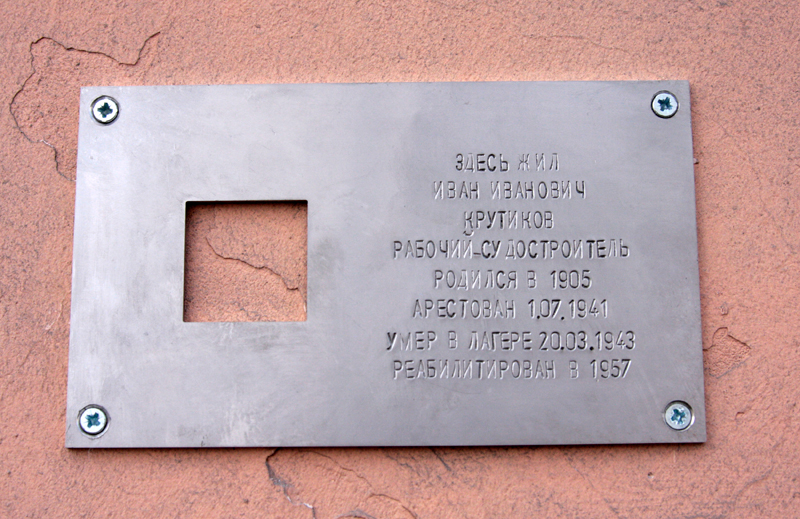 ЗДЕСЬ ЖИЛ
ИВАН ИВАНОВИЧ
КРУТИКОВ
РАБОЧИЙ-СУДОСТРОИТЕЛЬ
РОДИЛСЯ В 1905
АРЕСТОВАН 1.07.1941
УМЕР В ЛАГЕРЕ 20.03.1943
РЕАБИЛИТИРОВАН В 1957